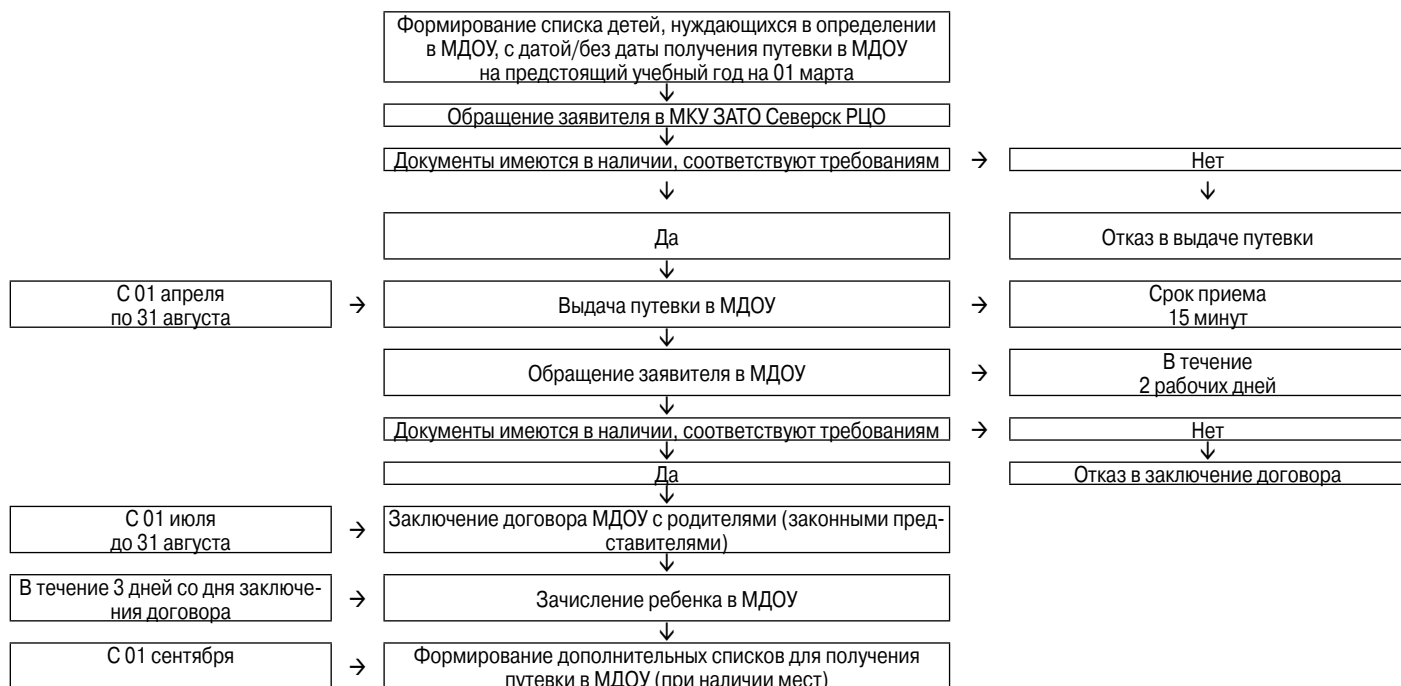 Формирование списка детей, нуждающихся в определении
в МДОУ, с датой/без даты получения путевки в МДОУ
на предстоящий учебный год на 01 марта
Обращение заявителя в МКУ ЗАТО Северск РЦО
Документы имеются в наличии, соответствуют требованиям
Нет
Да
Отказ в выдаче путевки
С 01 апреля
по 31 августа
Выдача путевки в МДОУ
Срок приема
15 минут
Обращение заявителя в МДОУ
В течение
2 рабочих дней
Документы имеются в наличии, соответствуют требованиям
Нет
Да
Отказ в заключение договора
С 01 июля
до 31 августа
Заключение договора МДОУ с родителями (законными пред-
ставителями)
В течение 3 дней со дня заключе-
ния договора
Зачисление ребенка в МДОУ
С 01 сентября
Формирование дополнительных списков для получения
путевки в МДОУ (при наличии мест)